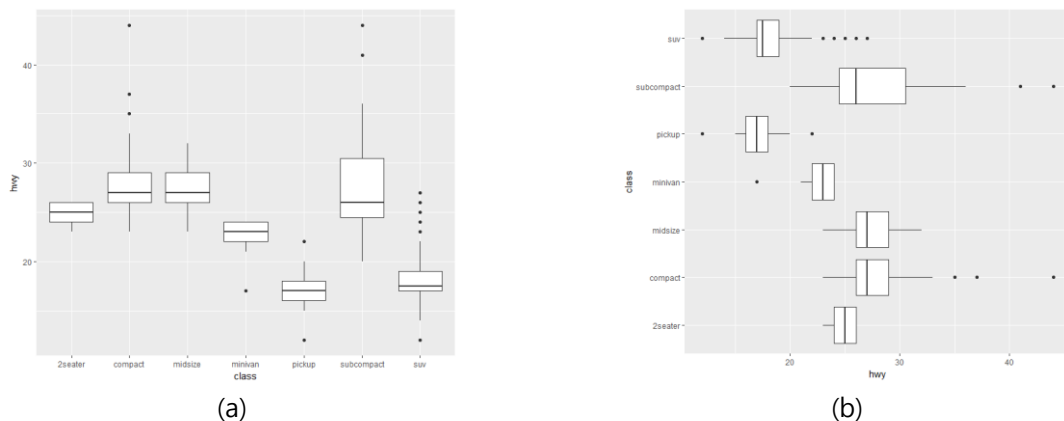 40
30
20
hwy
2seater compact midsize minivan pickup subcompact suv
class
(a)
suv
subcompact
pickup
minivan
midsize
compact
2seater
class
20 30 40
hwy
(b)